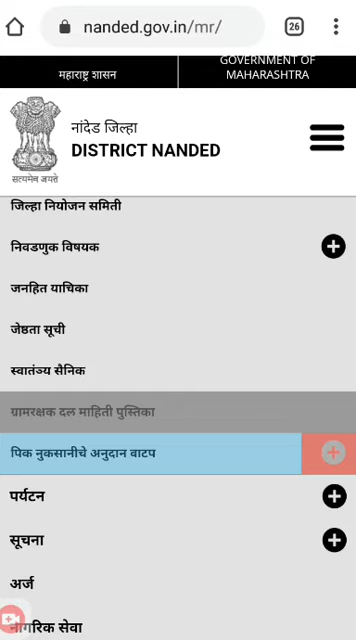 nanded.gov.in/mr/
26
महाराष्ट्र शासन
GOVERNMENT OF
MAHARASHTRA
नांदेड जिल्हा
DISTRICT NANDED
सत्यमेव जयते
जिल्हा नियोजन समिती
निवडणुक विषयक
जनहित याचिका
जेष्ठता सूची
स्वातंत्र्य सैनिक
ग्रामरक्षक दल माहिती पुस्तिका
पिक नुकसानीचे अनुदान वाटप
पर्यटन
सूचना
अर्ज
नागरिक सेवा